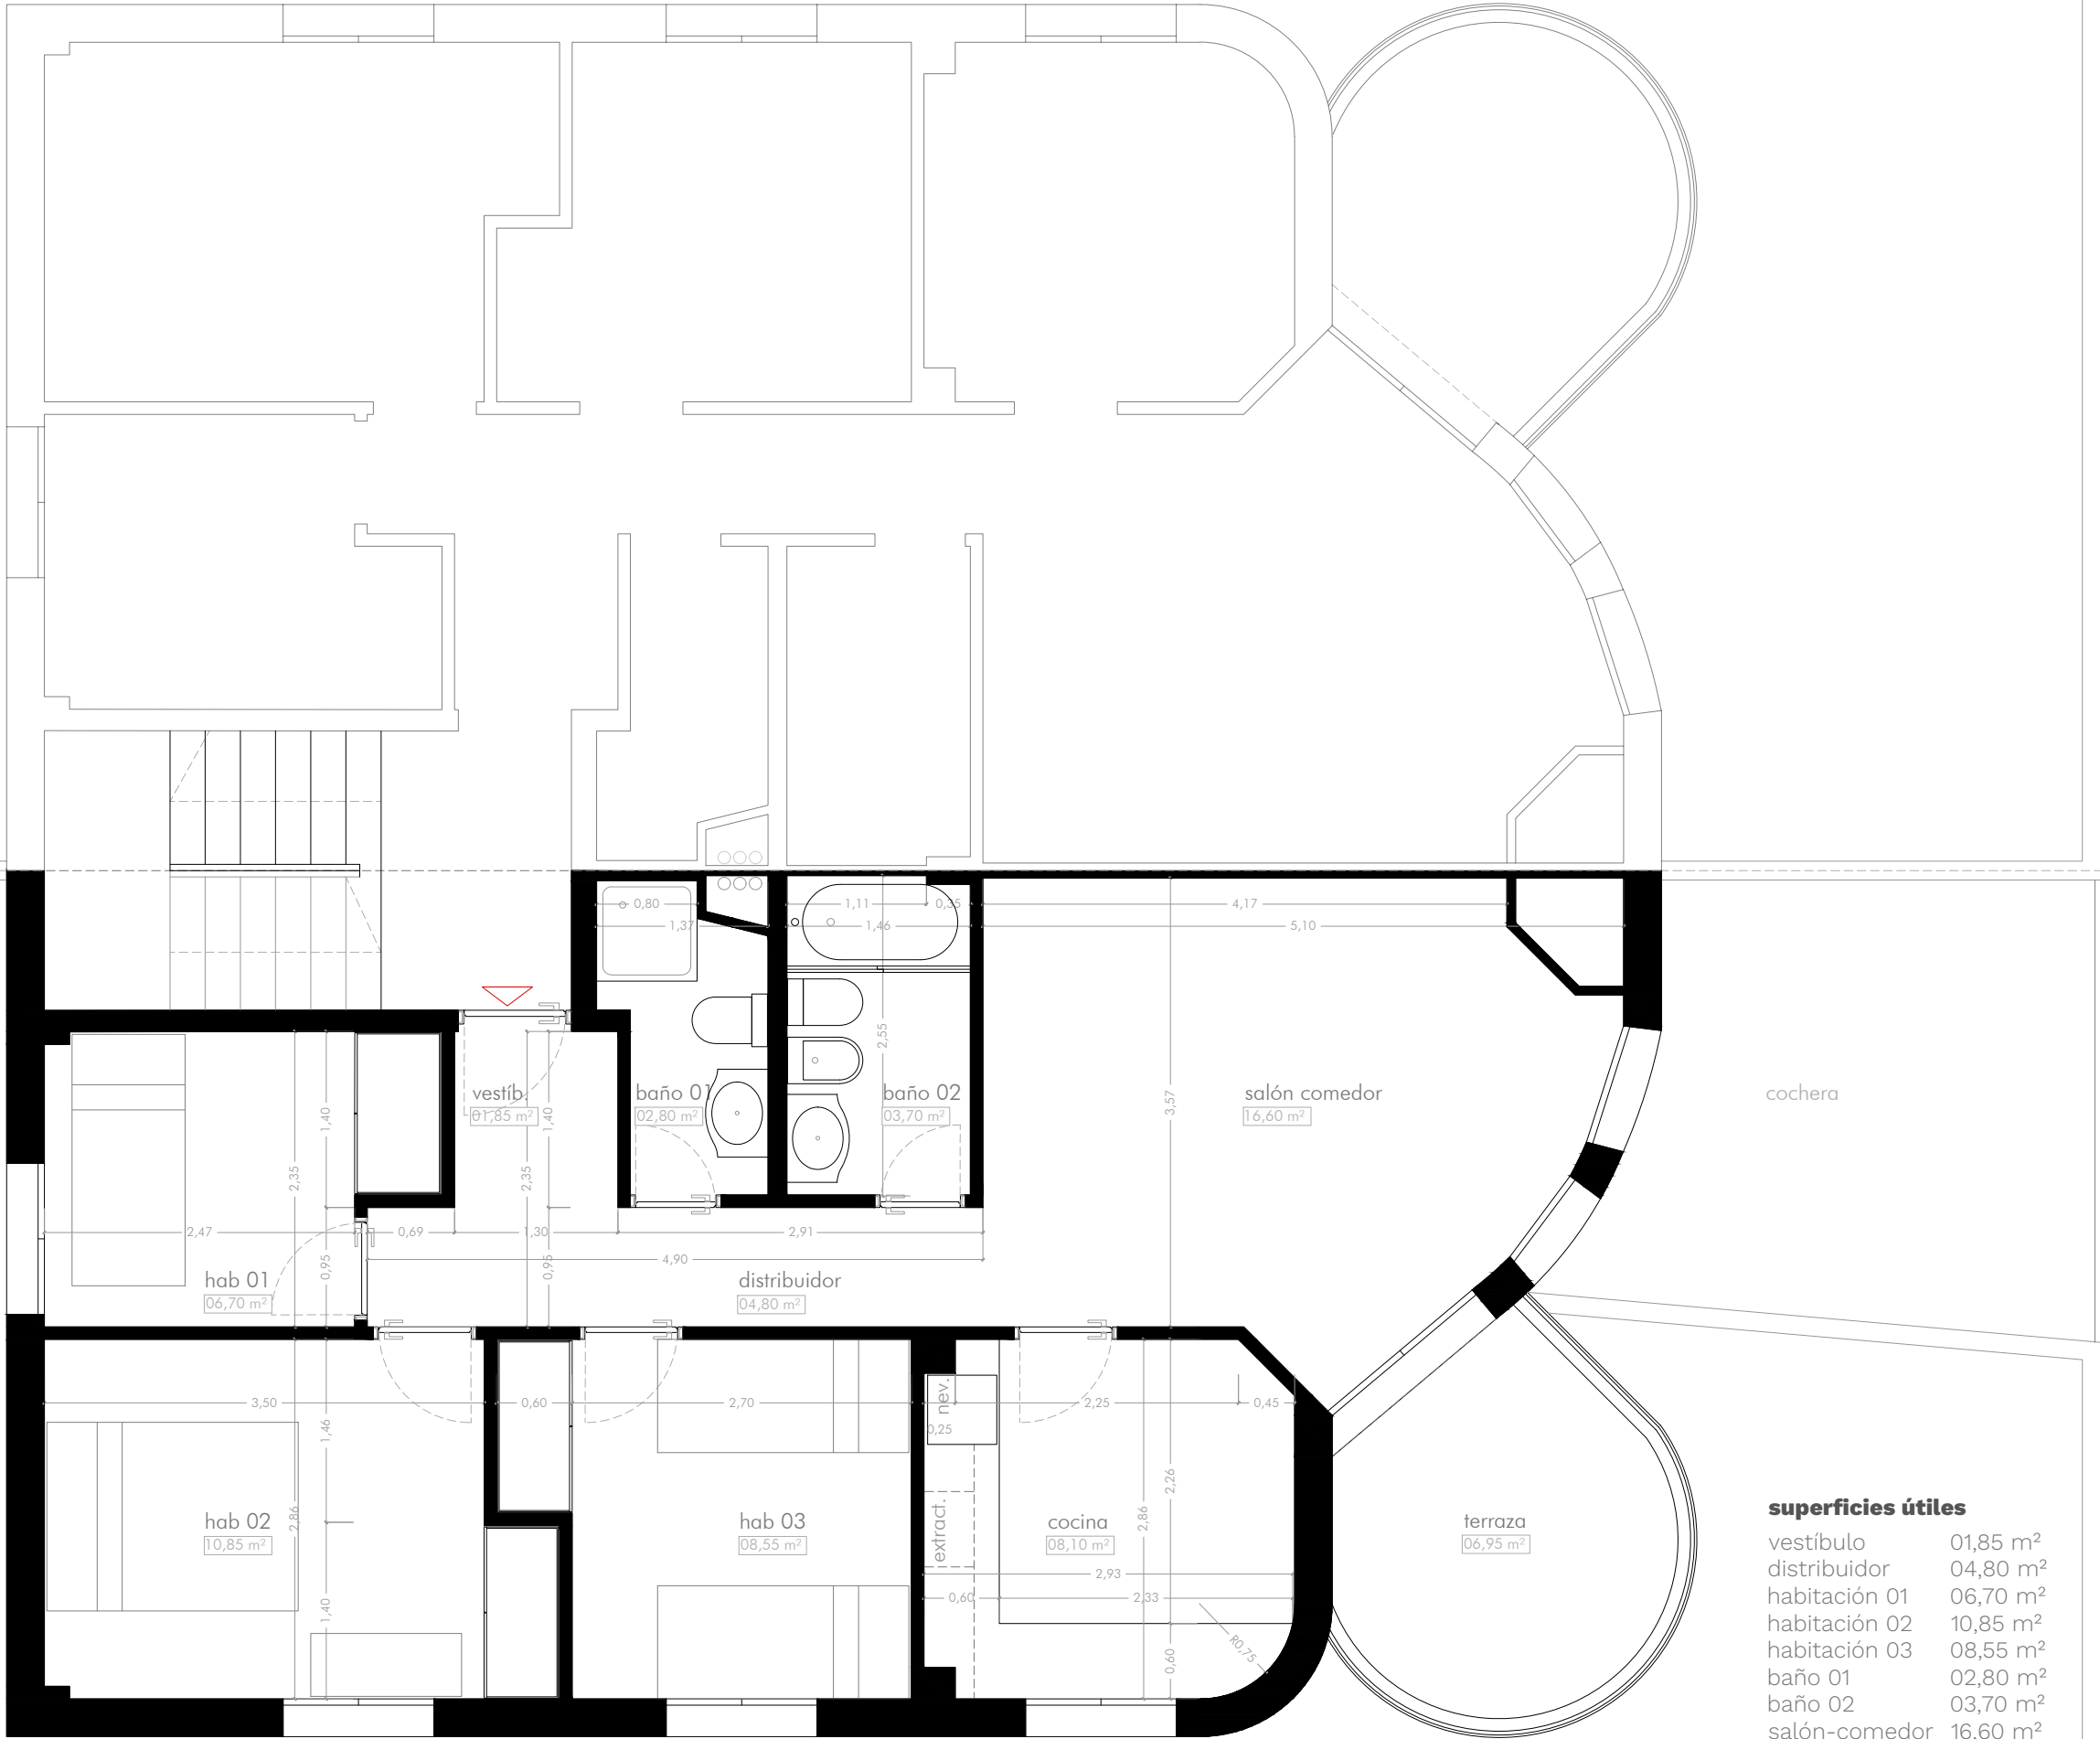 0,80
1,37
1,11
0,35
1,46
4,17
5,10
2,55
vestíb.
01,85 m²
baño 01
02,80 m²
baño 02
03,70 m²
salón comedor
16,60 m²
cochera
3,57
1,40
2,35
1,40
2,35
2,47
0,69
1,30
2,91
4,90
0,95
0,95
hab 01
06,70 m²
distribuidor
04,80 m²
3,50
0,60
2,70
nev.
0,25
2,25
0,45
1,46
2,86
2,26
2,86
hab 02
10,85 m²
hab 03
08,55 m²
extract.
cocina
08,10 m²
terraza
06,95 m²
2,93
0,60
2,33
1,40
R0,75
0,60
superficies útiles
vestíbulo 01,85 m²
distribuidor 04,80 m²
habitación 01 06,70 m²
habitación 02 10,85 m²
habitación 03 08,55 m²
baño 01 02,80 m²
baño 02 03,70 m²
salón-comedor 16,60 m²